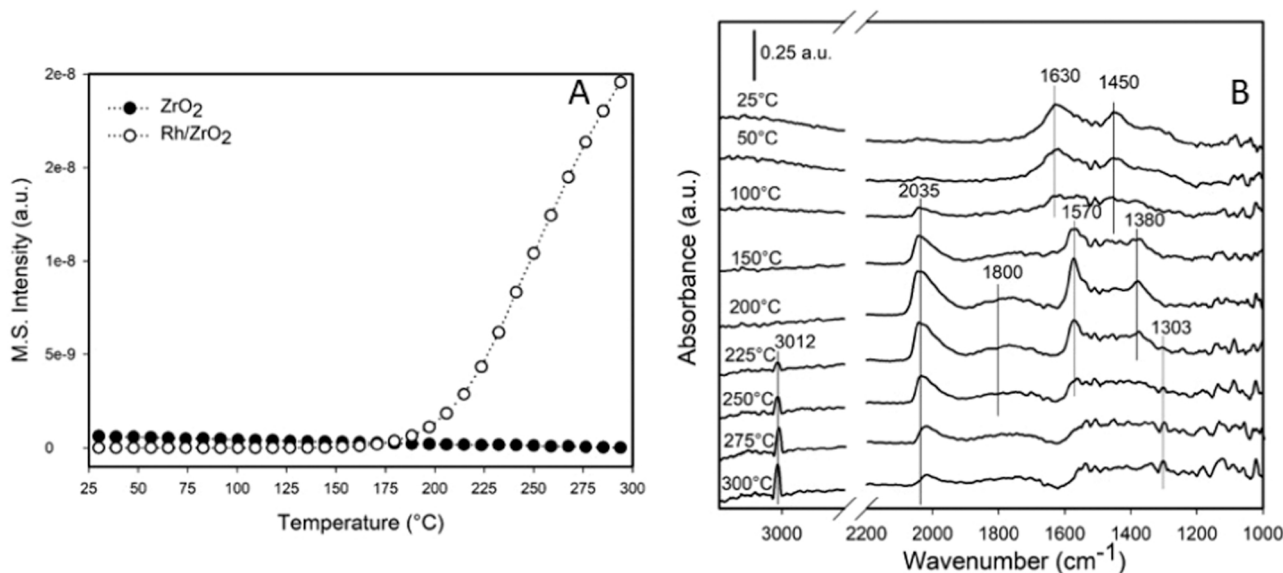 A
ZrO₂
Rh/ZrO₂
2e-8
2e-8
1e-8
5e-9
0
M.S. Intensity (a.u.)
25 50 75 100 125 150 175 200 225 250 275 300
Temperature (°C)
B
0.25 a.u.
1630
1450
25°C
50°C
100°C
2035
1570
1380
150°C
1800
200°C
1303
225°C
3012
250°C
275°C
300°C
Absorbance (a.u.)
3000 2200 2000 1800 1600 1400 1200 1000
Wavenumber (cm⁻¹)